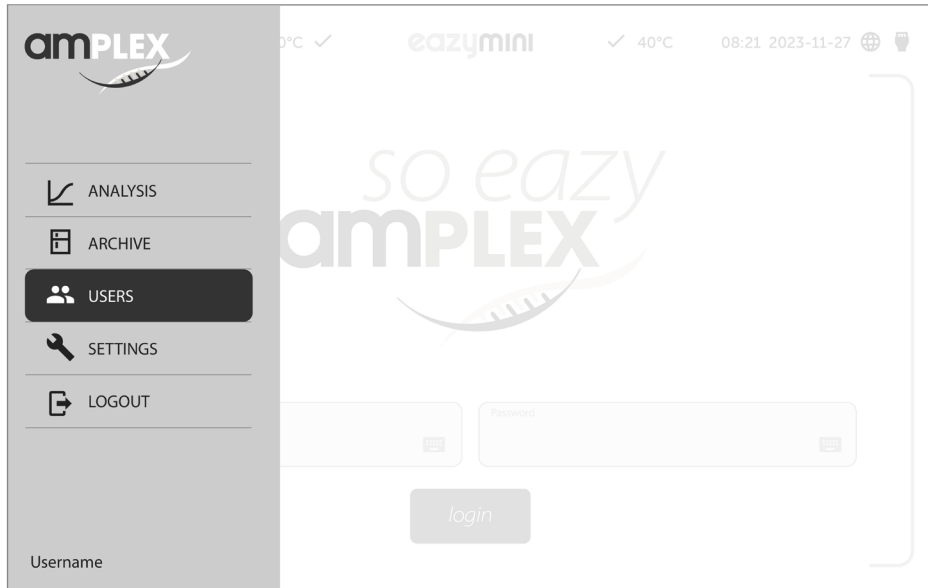 amPLEX
ANALYSIS
ARCHIVE
USERS
SETTINGS
LOGOUT
Username
0°C
eazymini
40°C
08:21 2023-11-27
so eazy
amPLEX
Password
login